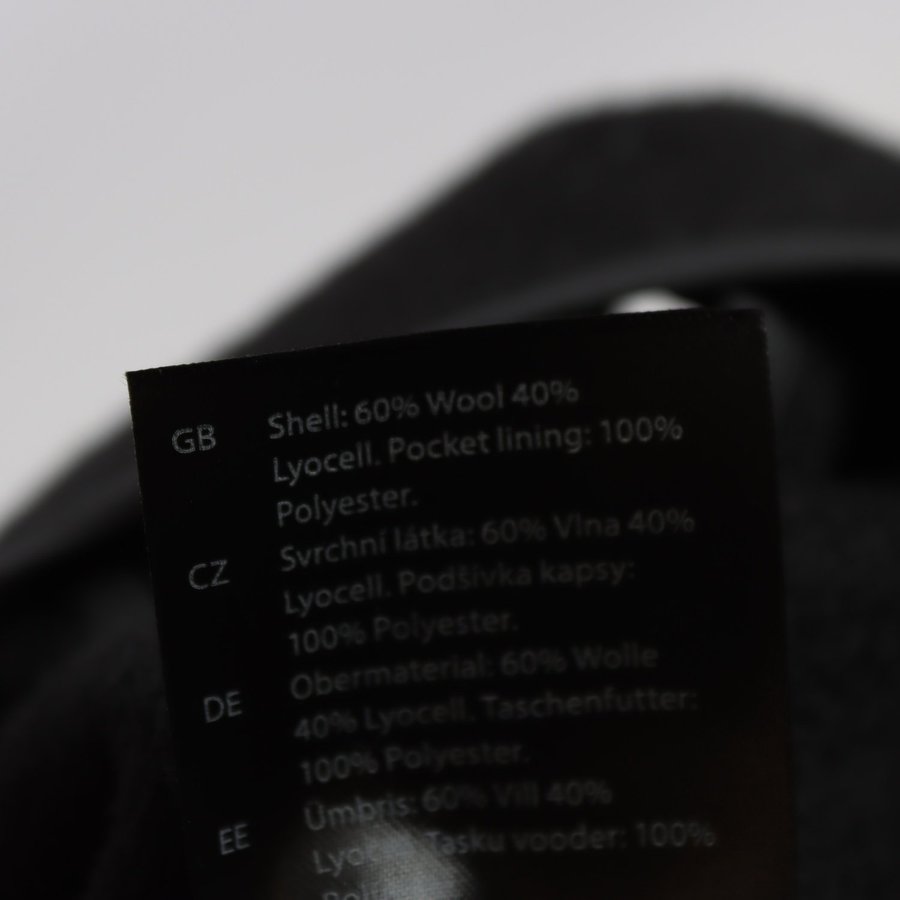 GB Shell: 60% Wool 40%
Lyocell. Pocket lining: 100%
Polyester.
CZ Svrchní látka: 60% Vlna 40%
Lyocell. Podšívka kapsy:
100% Polyester.
DE Obermaterial: 60% Wolle
40% Lyocell. Taschenfutter:
100% Polyester.
EE Ümbris: 60% Vill 40%
Tasku vooder: 100%